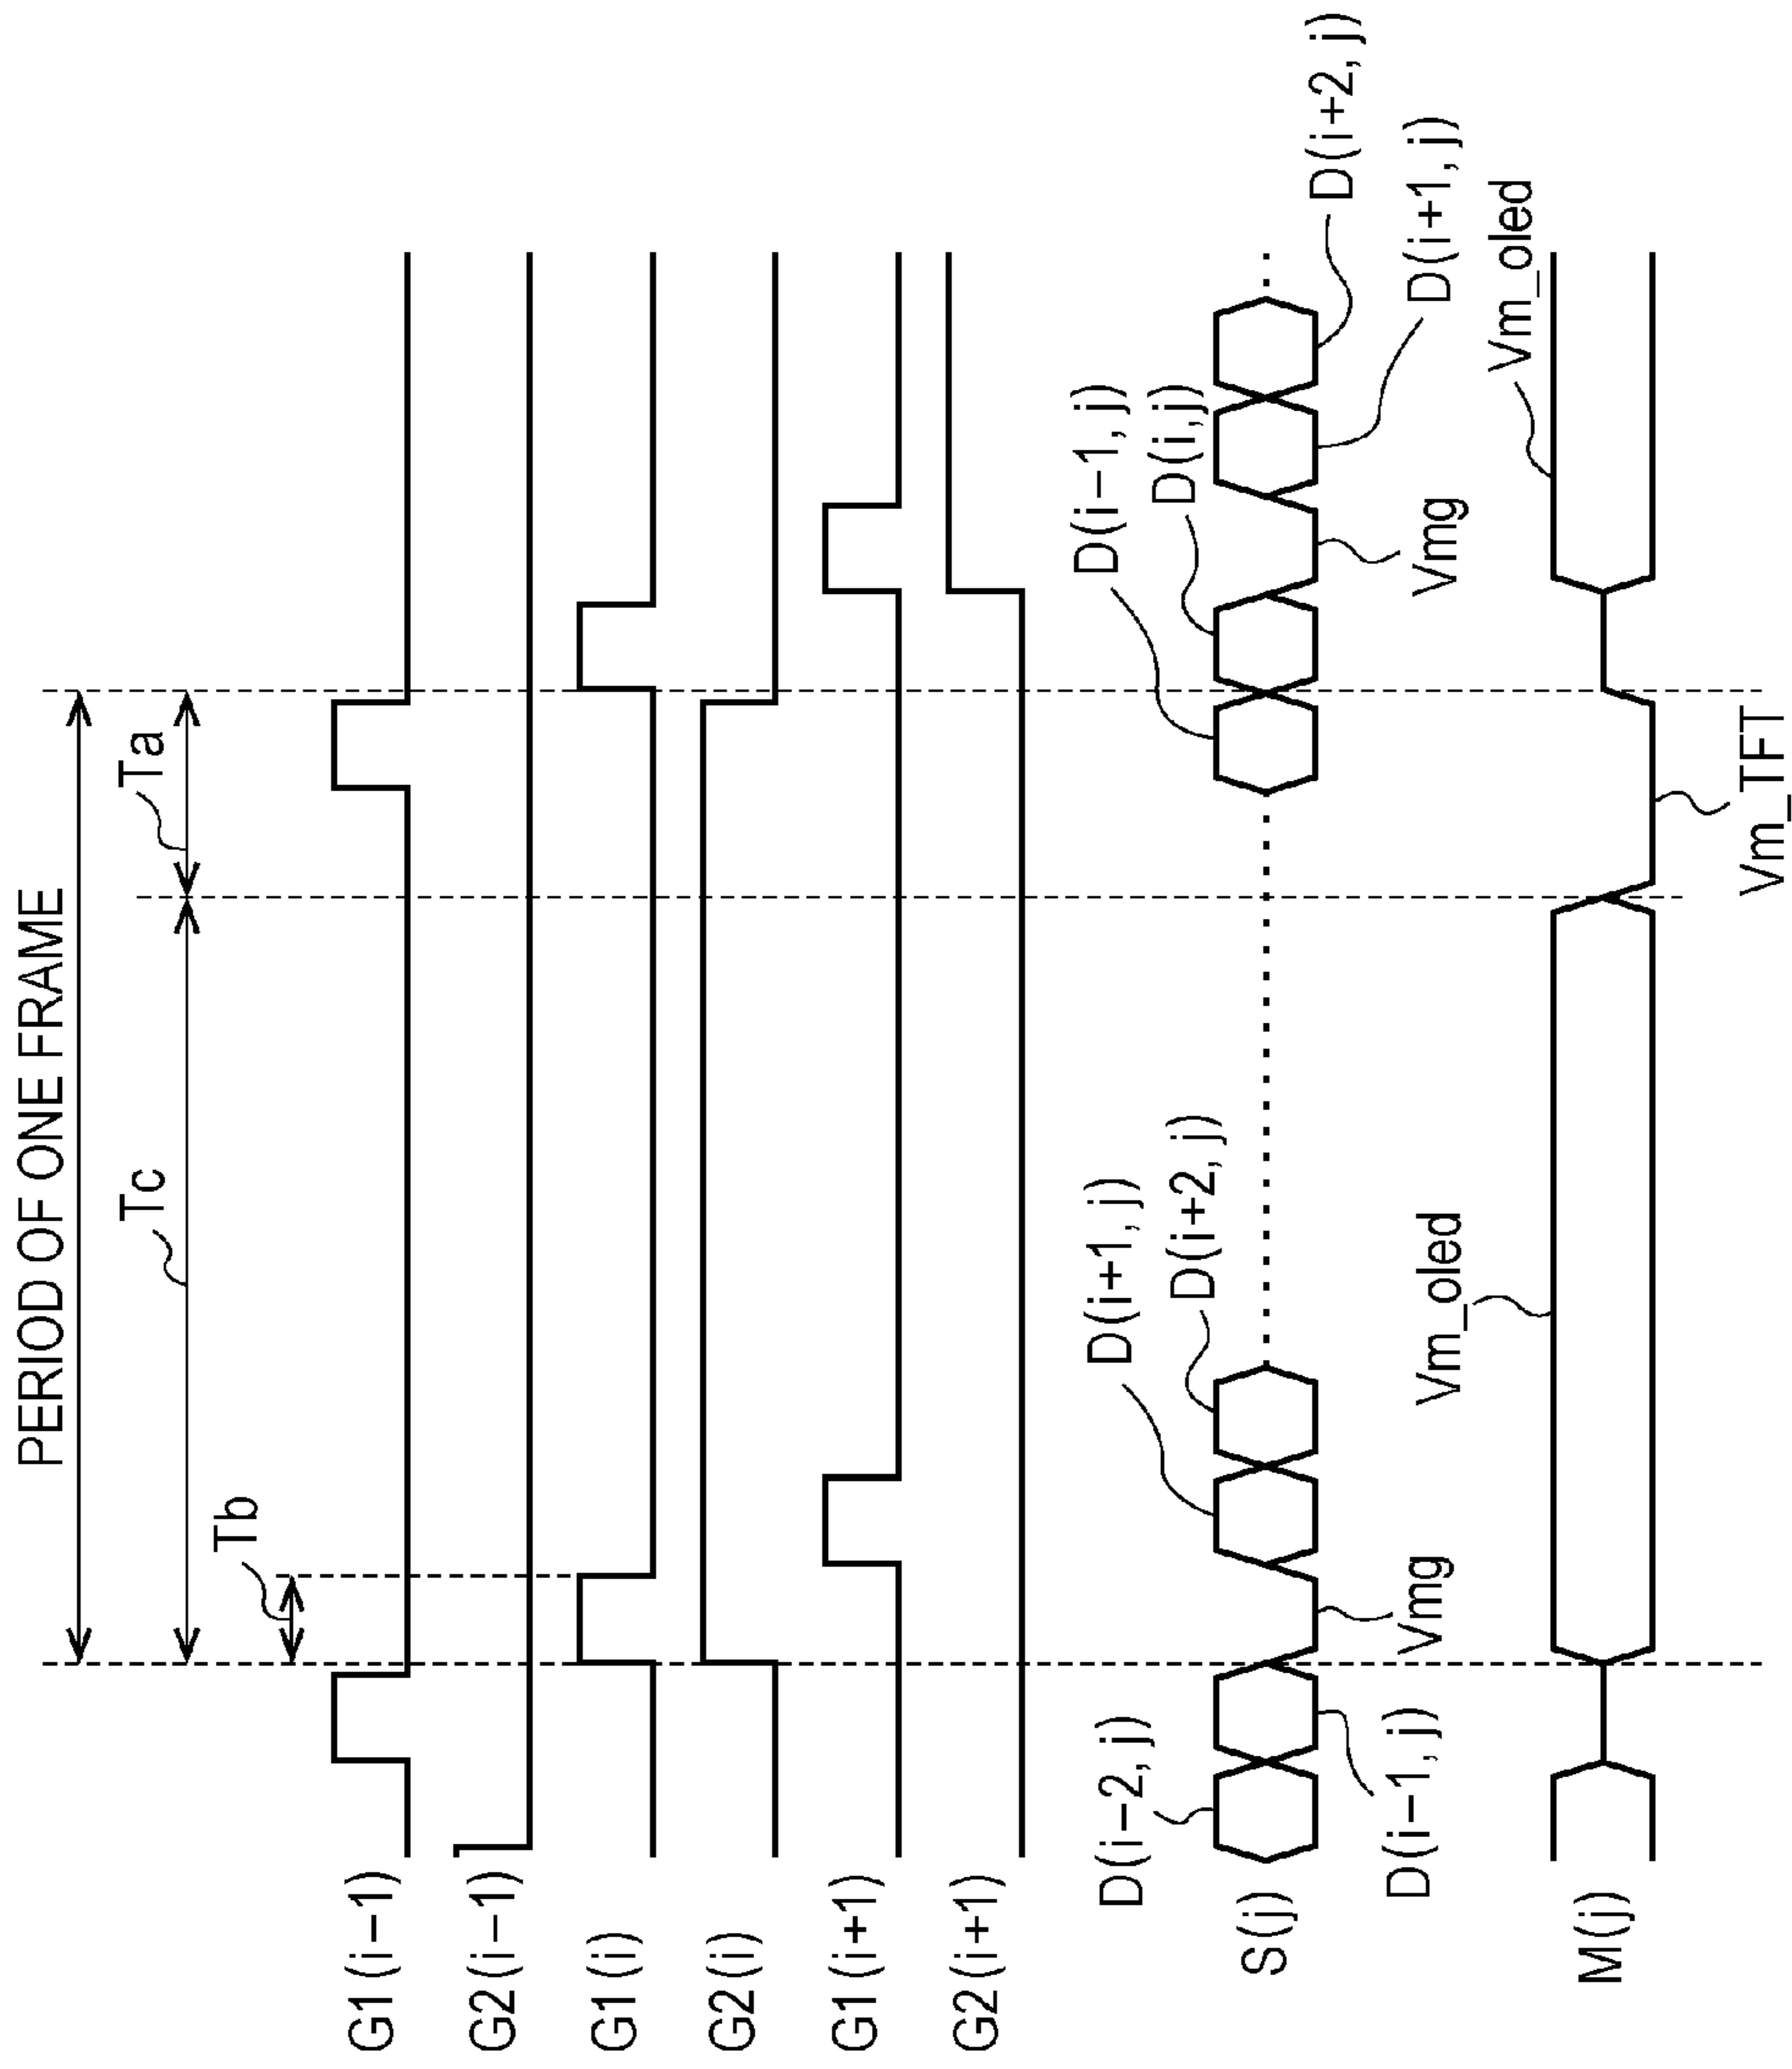 PERIOD OF ONE FRAME
Tc
Ta
Tb
G1(i−1)
G2(i−1)
G1(i)
G2(i)
G1(i+1)
G2(i+1)
D(i+1, j)
D(i−1, j)
D(i−2, j)
D(i+2, j)
D(i,j)
S(j)
D(i−1, j)
Vmg
Vmg
D(i+2, j)
D(i+1, j)
Vm_oled
Vm_oled
M(j)
Vm_TFT